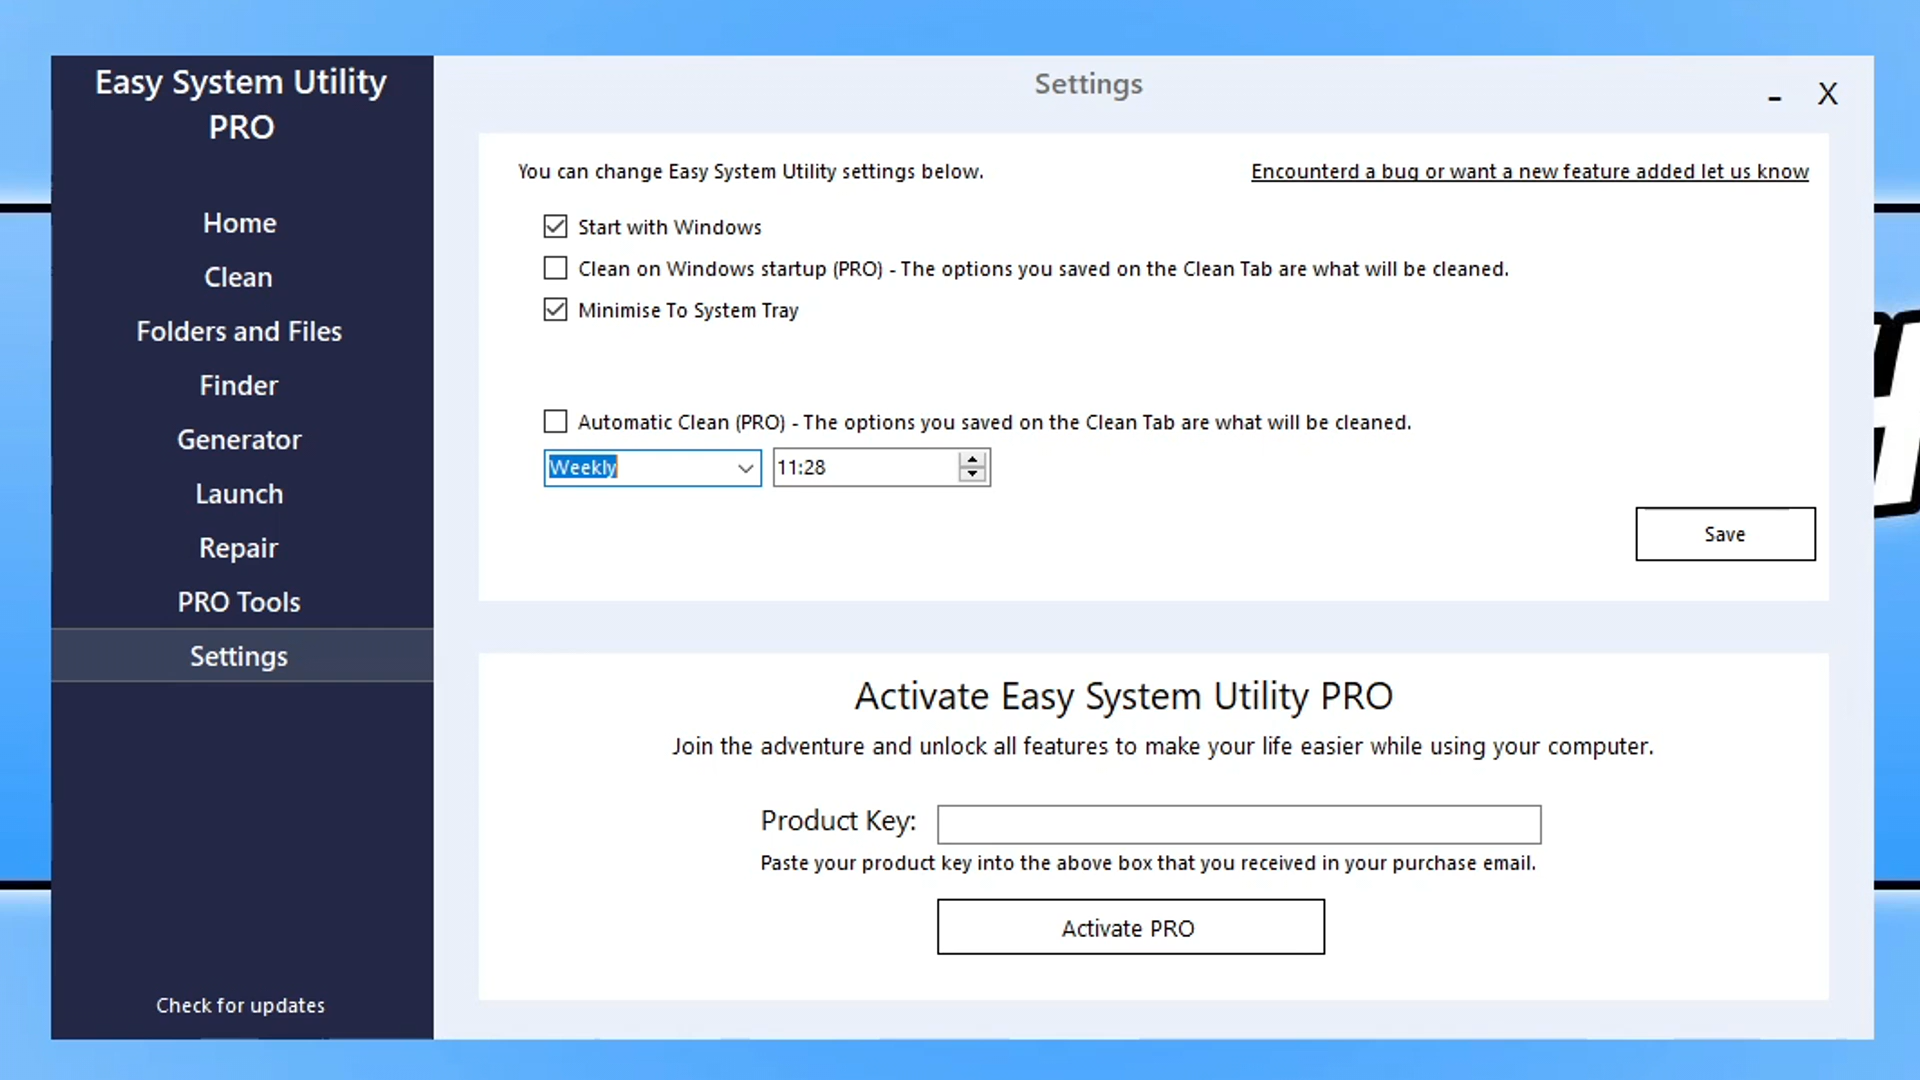 Easy System Utility
PRO
Home
Clean
Folders and Files
Finder
Generator
Launch
Repair
PRO Tools
Settings
Check for updates
Settings
- X
You can change Easy System Utility settings below.
Encounterd a bug or want a new feature added let us know
Start with Windows
Clean on Windows startup (PRO) - The options you saved on the Clean Tab are what will be cleaned.
Minimise To System Tray
Automatic Clean (PRO) - The options you saved on the Clean Tab are what will be cleaned.
Weekly
11:28
Save
Activate Easy System Utility PRO
Join the adventure and unlock all features to make your life easier while using your computer.
Product Key:
Paste your product key into the above box that you received in your purchase email.
Activate PRO